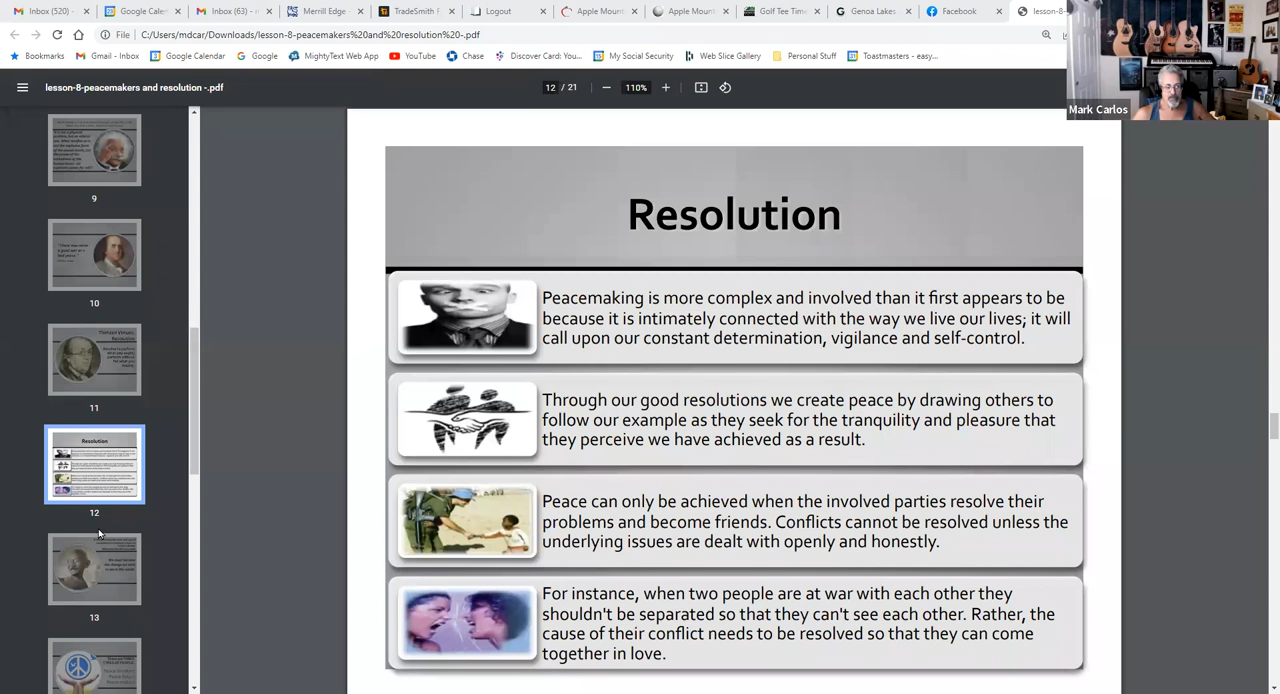 Inbox (520) -
Google Cale
Inbox (63) -
Merrill Edge
TradeSmith F
Logout
Apple Mount
Apple Moun
Golf Tee Time
Genoa Lakes
Facebook
lesson-8-
File
C:/Users/mdcar/Downloads/lesson-8-peacemakers%20and%20resolution%20-.pdf
Bookmarks
Gmail - Inbox
Google Calendar
Google
MightyText Web App
YouTube
Chase
Discover Card: You...
My Social Security
Web Slice Gallery
Personal Stuff
Toastmasters - easy...
lesson-8-peacemakers and resolution -.pdf
12 / 21
110%
Mark Carlos
9
10
11
Resolution
12
13
Resolution
Peacemaking is more complex and involved than it first appears to be
because it is intimately connected with the way we live our lives; it will
call upon our constant determination, vigilance and self-control.
Through our good resolutions we create peace by drawing others to
follow our example as they seek for the tranquility and pleasure that
they perceive we have achieved as a result.
Peace can only be achieved when the involved parties resolve their
problems and become friends. Conflicts cannot be resolved unless the
underlying issues are dealt with openly and honestly.
For instance, when two people are at war with each other they
shouldn't be separated so that they can't see each other. Rather, the
cause of their conflict needs to be resolved so that they can come
together in love.